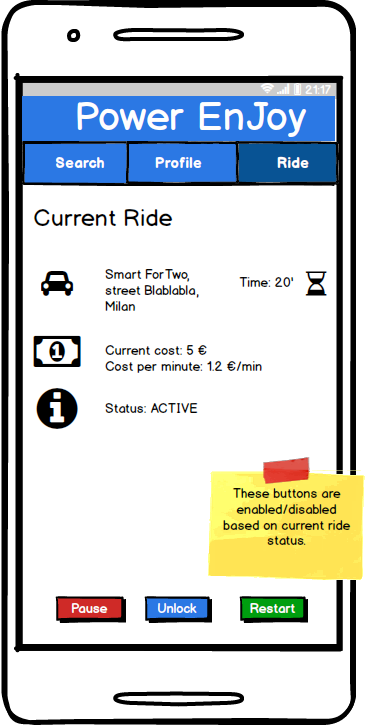 21:17
Power EnJoy
Search Profile Ride
Current Ride
Smart ForTwo,
street Blablabla,
Milan
Time: 20'
1
Current cost: 5 €
Cost per minute: 1.2 €/min
Status: ACTIVE
These buttons are
enabled/disabled
based on current ride
status.
Pause Unlock Restart